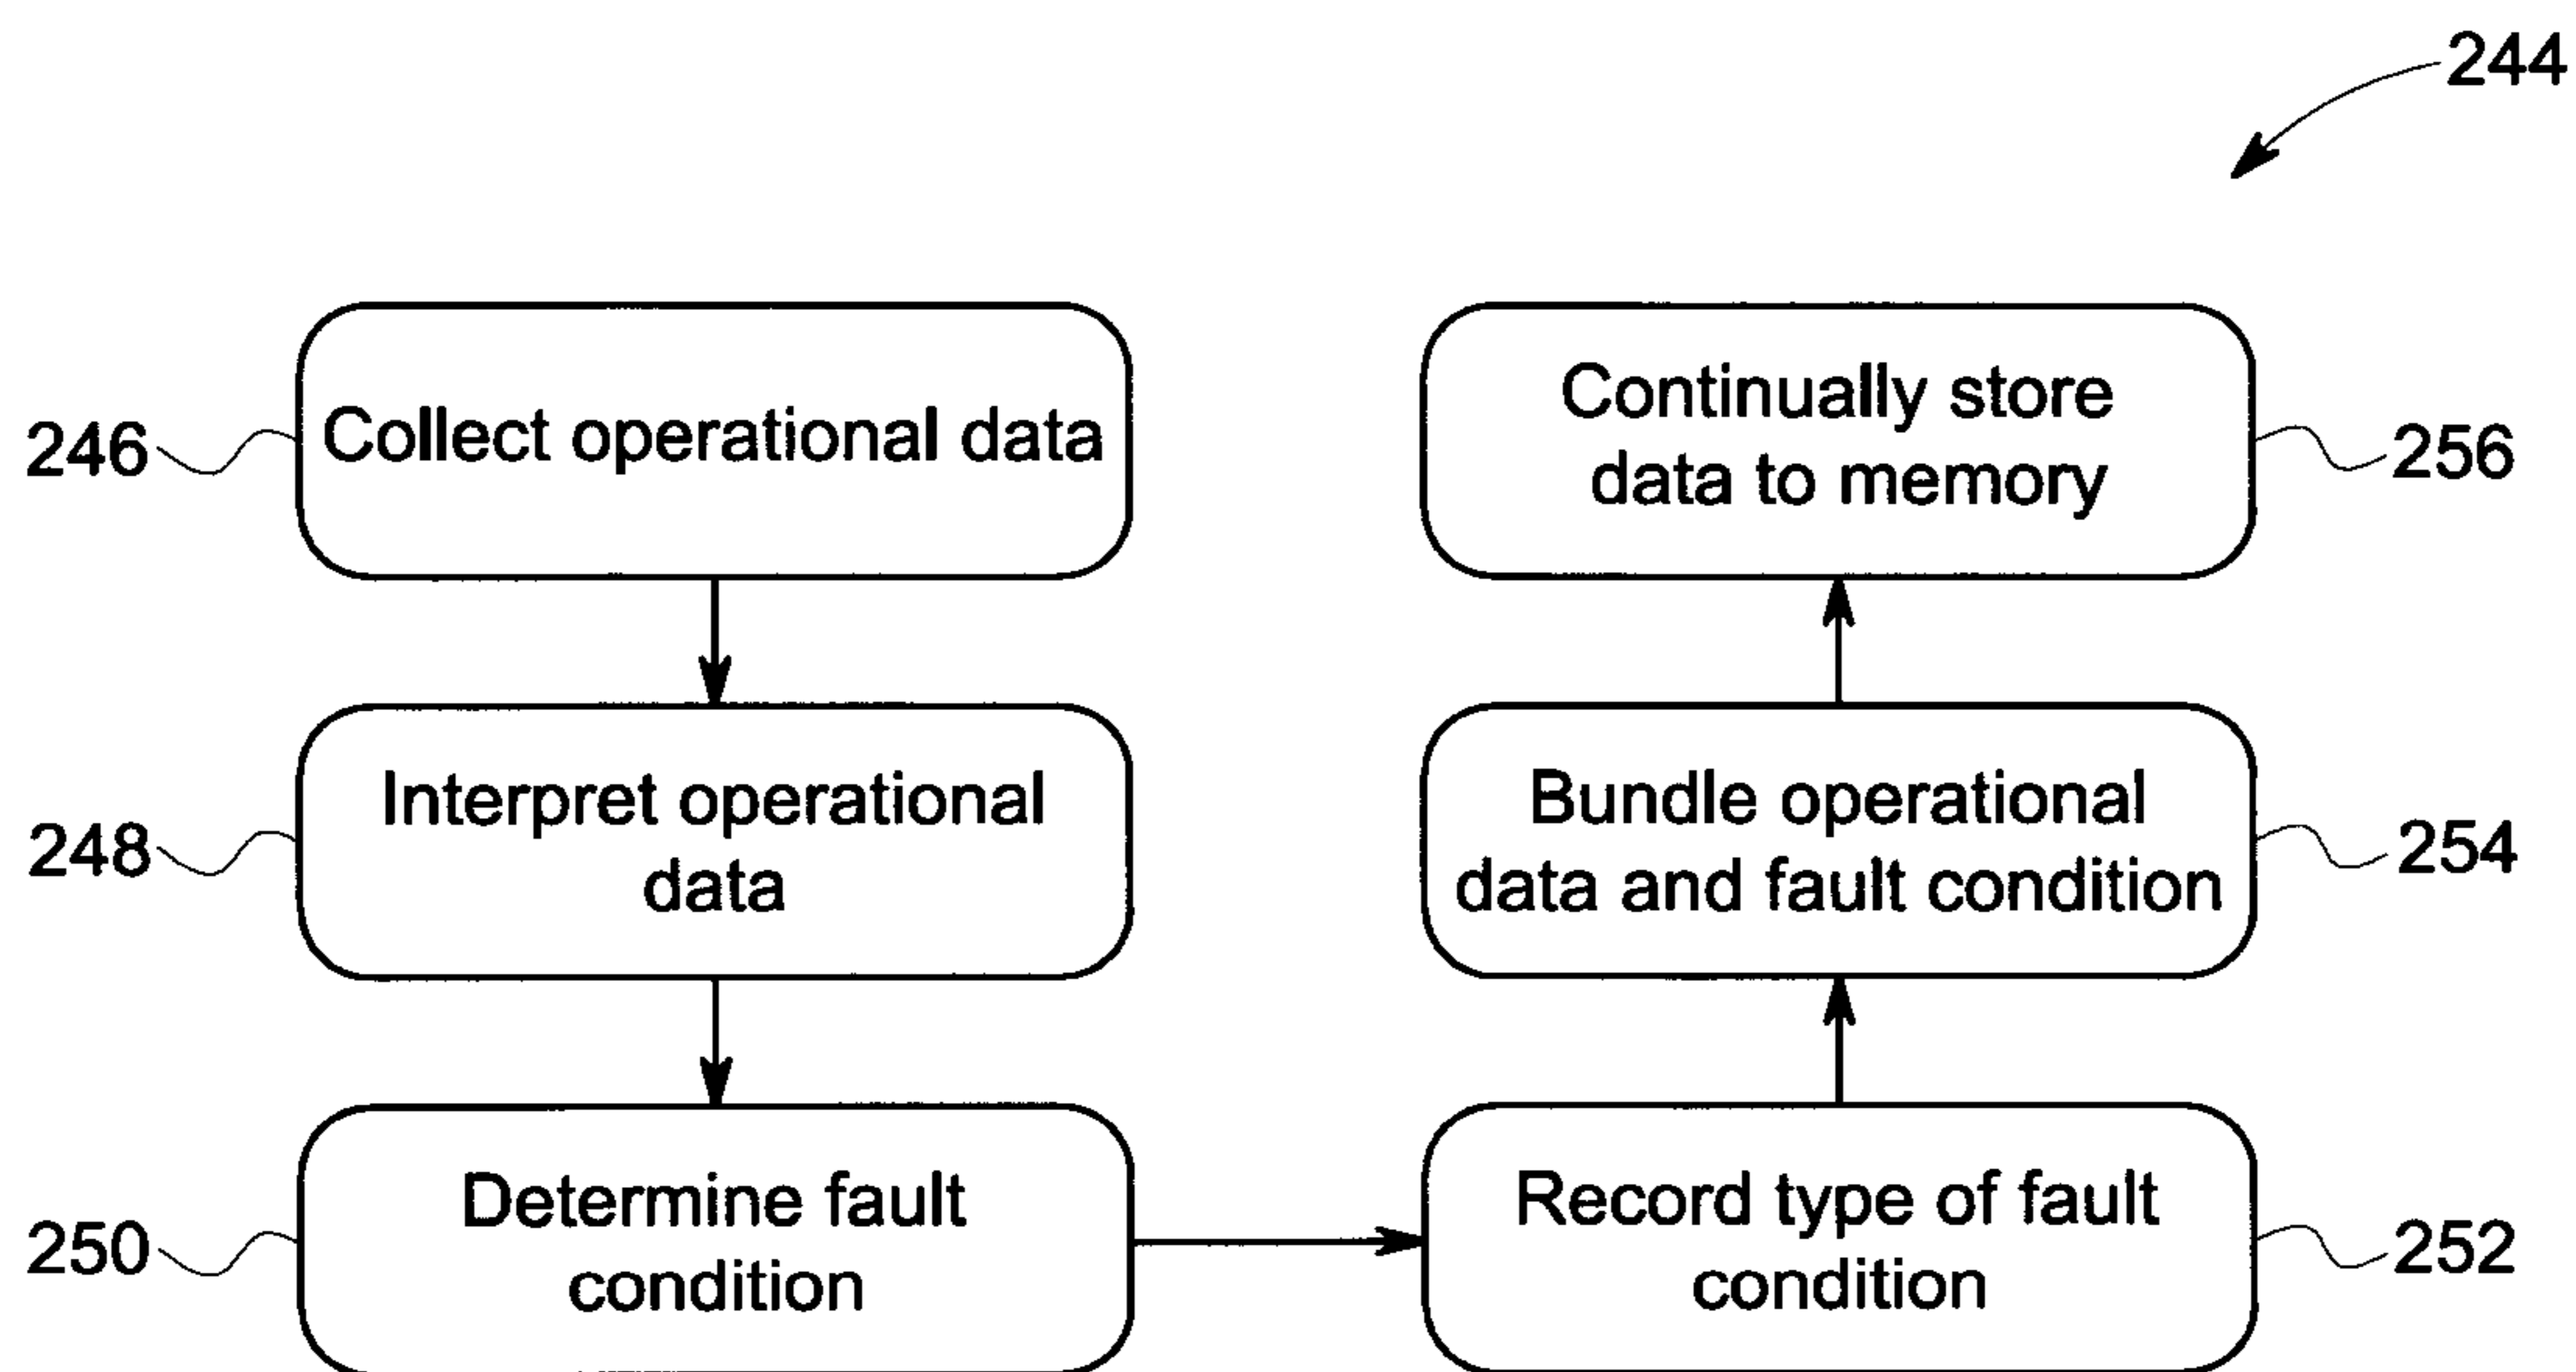 244
246
Collect operational data
248
Interpret operational
data
250
Determine fault
condition
Continually store
data to memory
256
Bundle operational
data and fault condition
254
Record type of fault
condition
252